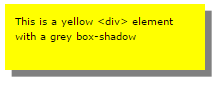 This is a yellow <div> element
with a grey box-shadow